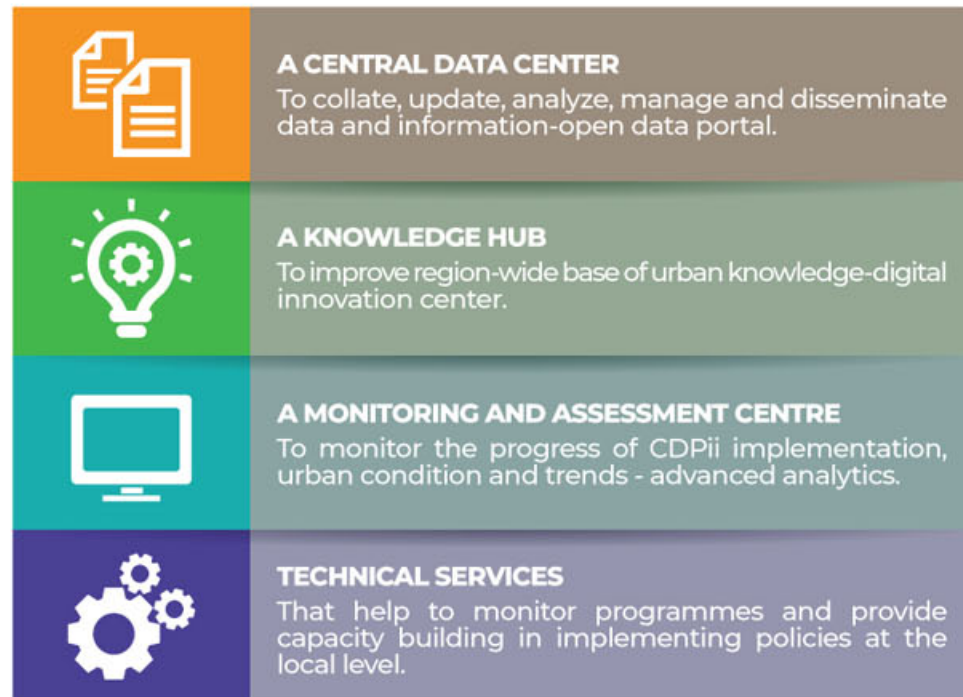 A CENTRAL DATA CENTER
To collate, update, analyze, manage and disseminate
data and information-open data portal.
A KNOWLEDGE HUB
To improve region-wide base of urban knowledge-digital
innovation center.
A MONITORING AND ASSESSMENT CENTRE
To monitor the progress of CDPii implementation,
urban condition and trends - advanced analytics.
TECHNICAL SERVICES
That help to monitor programmes and provide
capacity building in implementing policies at the
local level.